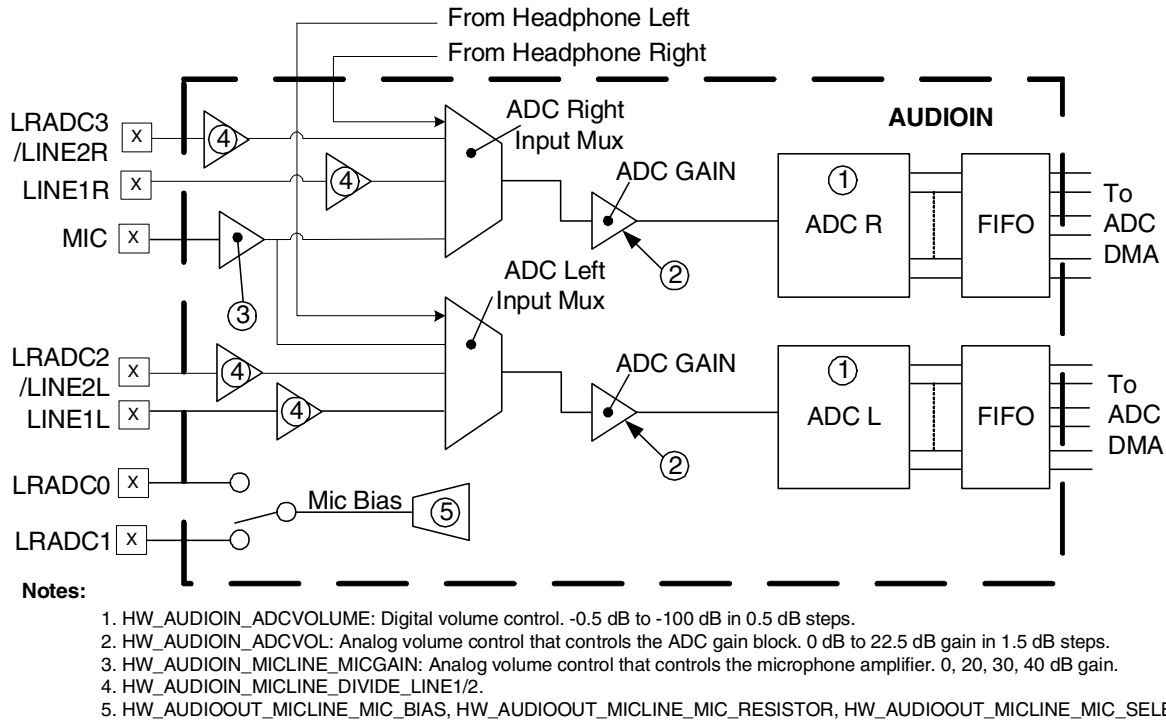 From Headphone Left
From Headphone Right
LRADC3
/LINE2R
X
4
ADC Right
Input Mux
AUDIOIN
LINE1R
X
4
ADC GAIN
1
ADC R
FIFO
To
ADC
DMA
MIC
X
3
2
ADC Left
Input Mux
LRADC2
/LINE2L
X
4
ADC GAIN
1
ADC L
FIFO
To
ADC
DMA
LINE1L
X
4
2
LRADC0
X
Mic Bias
5
LRADC1
X
Notes:
1. HW_AUDIOIN_ADCVOLUME: Digital volume control. -0.5 dB to -100 dB in 0.5 dB steps.
2. HW_AUDIOIN_ADCVOL: Analog volume control that controls the ADC gain block. 0 dB to 22.5 dB gain in 1.5 dB steps.
3. HW_AUDIOIN_MICLINE_MICGAIN: Analog volume control that controls the microphone amplifier. 0, 20, 30, 40 dB gain.
4. HW_AUDIOIN_MICLINE_DIVIDE_LINE1/2.
5. HW_AUDIOOUT_MICLINE_MIC_BIAS, HW_AUDIOOUT_MICLINE_MIC_RESISTOR, HW_AUDIOOUT_MICLINE_MIC_SELE